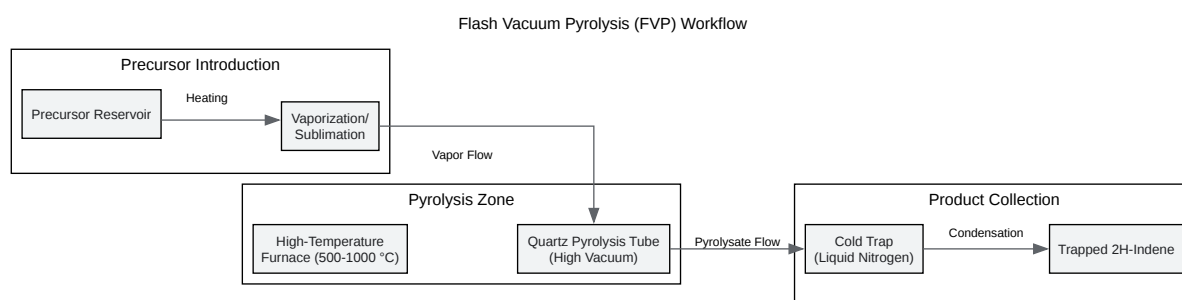 Flash Vacuum Pyrolysis (FVP) Workflow
Precursor Introduction
Precursor Reservoir
Heating
Vaporization/
Sublimation
Vapor Flow
Pyrolysis Zone
High-Temperature
Furnace (500-1000 °C)
Quartz Pyrolysis Tube
(High Vacuum)
Pyrolysate Flow
Product Collection
Cold Trap
(Liquid Nitrogen)
Condensation
Trapped 2H-Indene